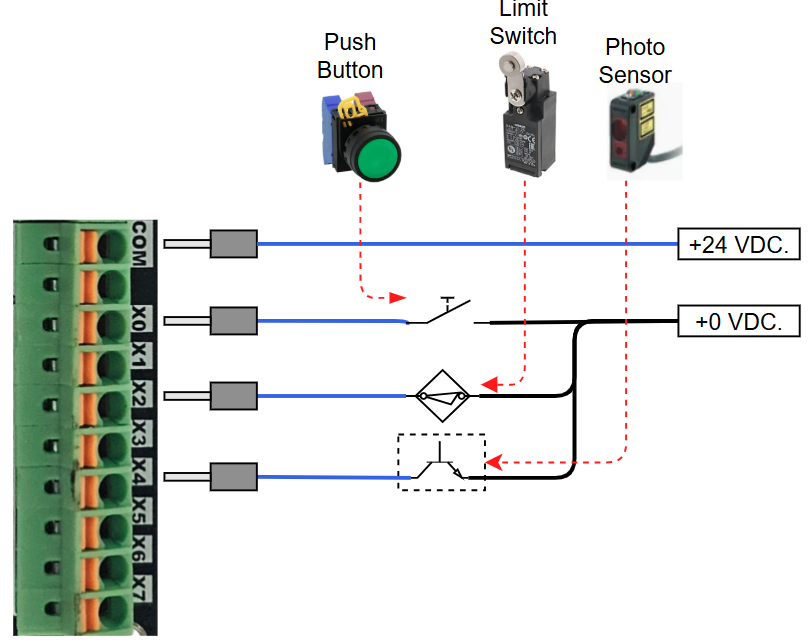 Limit
Switch
Push
Button
Photo
Sensor
COM
+24 VDC.
X0
+0 VDC.
X1
X2
X3
X4
X5
X6
X7